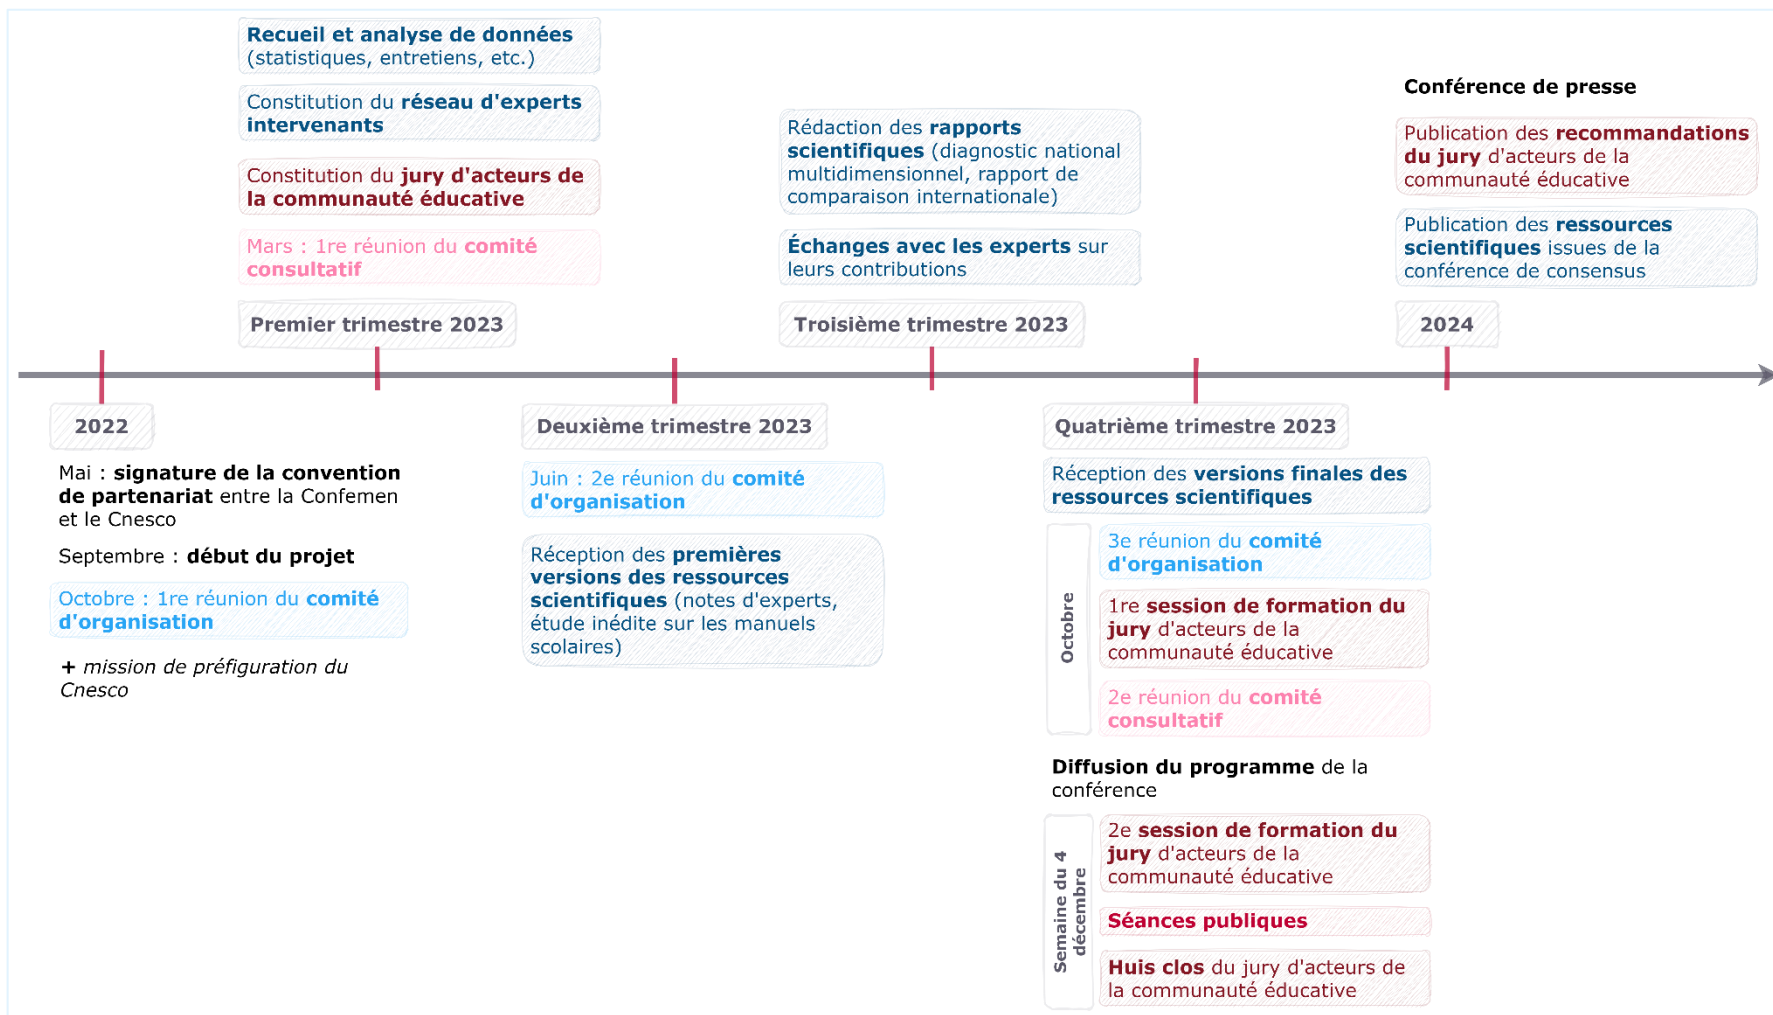 Recueil et analyse de données
(statistiques, entretiens, etc.)
Constitution du réseau d'experts
intervenants
Constitution du jury d'acteurs de
la communauté éducative
Mars : 1re réunion du comité
consultatif
Premier trimestre 2023
Rédaction des rapports
scientifiques (diagnostic national
multidimensionnel, rapport de
comparaison internationale)
Échanges avec les experts sur
leurs contributions
Troisième trimestre 2023
Conférence de presse
Publication des recommandations
du jury d'acteurs de la
communauté éducative
Publication des ressources
scientifiques issues de la
conférence de consensus
2024
2022
Mai : signature de la convention
de partenariat entre la Confemen
et le Cnesco
Septembre : début du projet
Octobre : 1re réunion du comité
d'organisation
+ mission de préfiguration du
Cnesco
Deuxième trimestre 2023
Juin : 2e réunion du comité
d'organisation
Réception des premières
versions des ressources
scientifiques (notes d'experts,
étude inédite sur les manuels
scolaires)
Quatrième trimestre 2023
Réception des versions finales des
ressources scientifiques
Octobre
3e réunion du comité
d'organisation
1re session de formation du
jury d'acteurs de la
communauté éducative
2e réunion du comité
consultatif
Diffusion du programme de la
conférence
Semaine du 4
décembre
2e session de formation du
jury d'acteurs de la
communauté éducative
Séances publiques
Huis clos du jury d'acteurs de
la communauté éducative